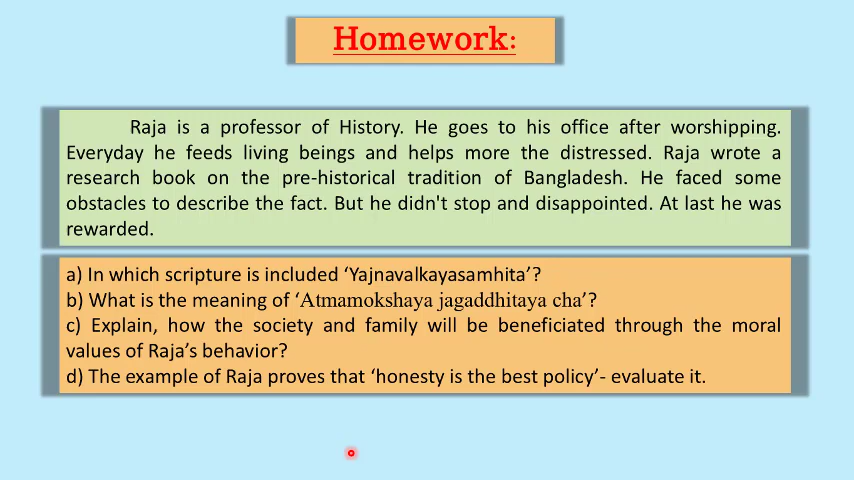 Homework:
Raja is a professor of History. He goes to his office after worshipping.
Everyday he feeds living beings and helps more the distressed. Raja wrote a
research book on the pre-historical tradition of Bangladesh. He faced some
obstacles to describe the fact. But he didn't stop and disappointed. At last he was
rewarded.
a) In which scripture is included ‘Yajnavalkayasamhita’?
b) What is the meaning of ‘Atmamokshaya jagaddhitaya cha’?
c) Explain, how the society and family will be beneficiated through the moral
values of Raja’s behavior?
d) The example of Raja proves that ‘honesty is the best policy’- evaluate it.